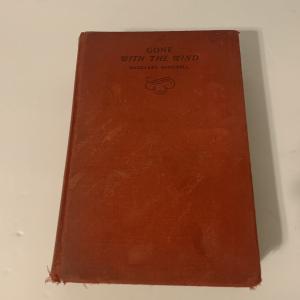 GONE
WITH THE WIND
MARGARET MITCHELL